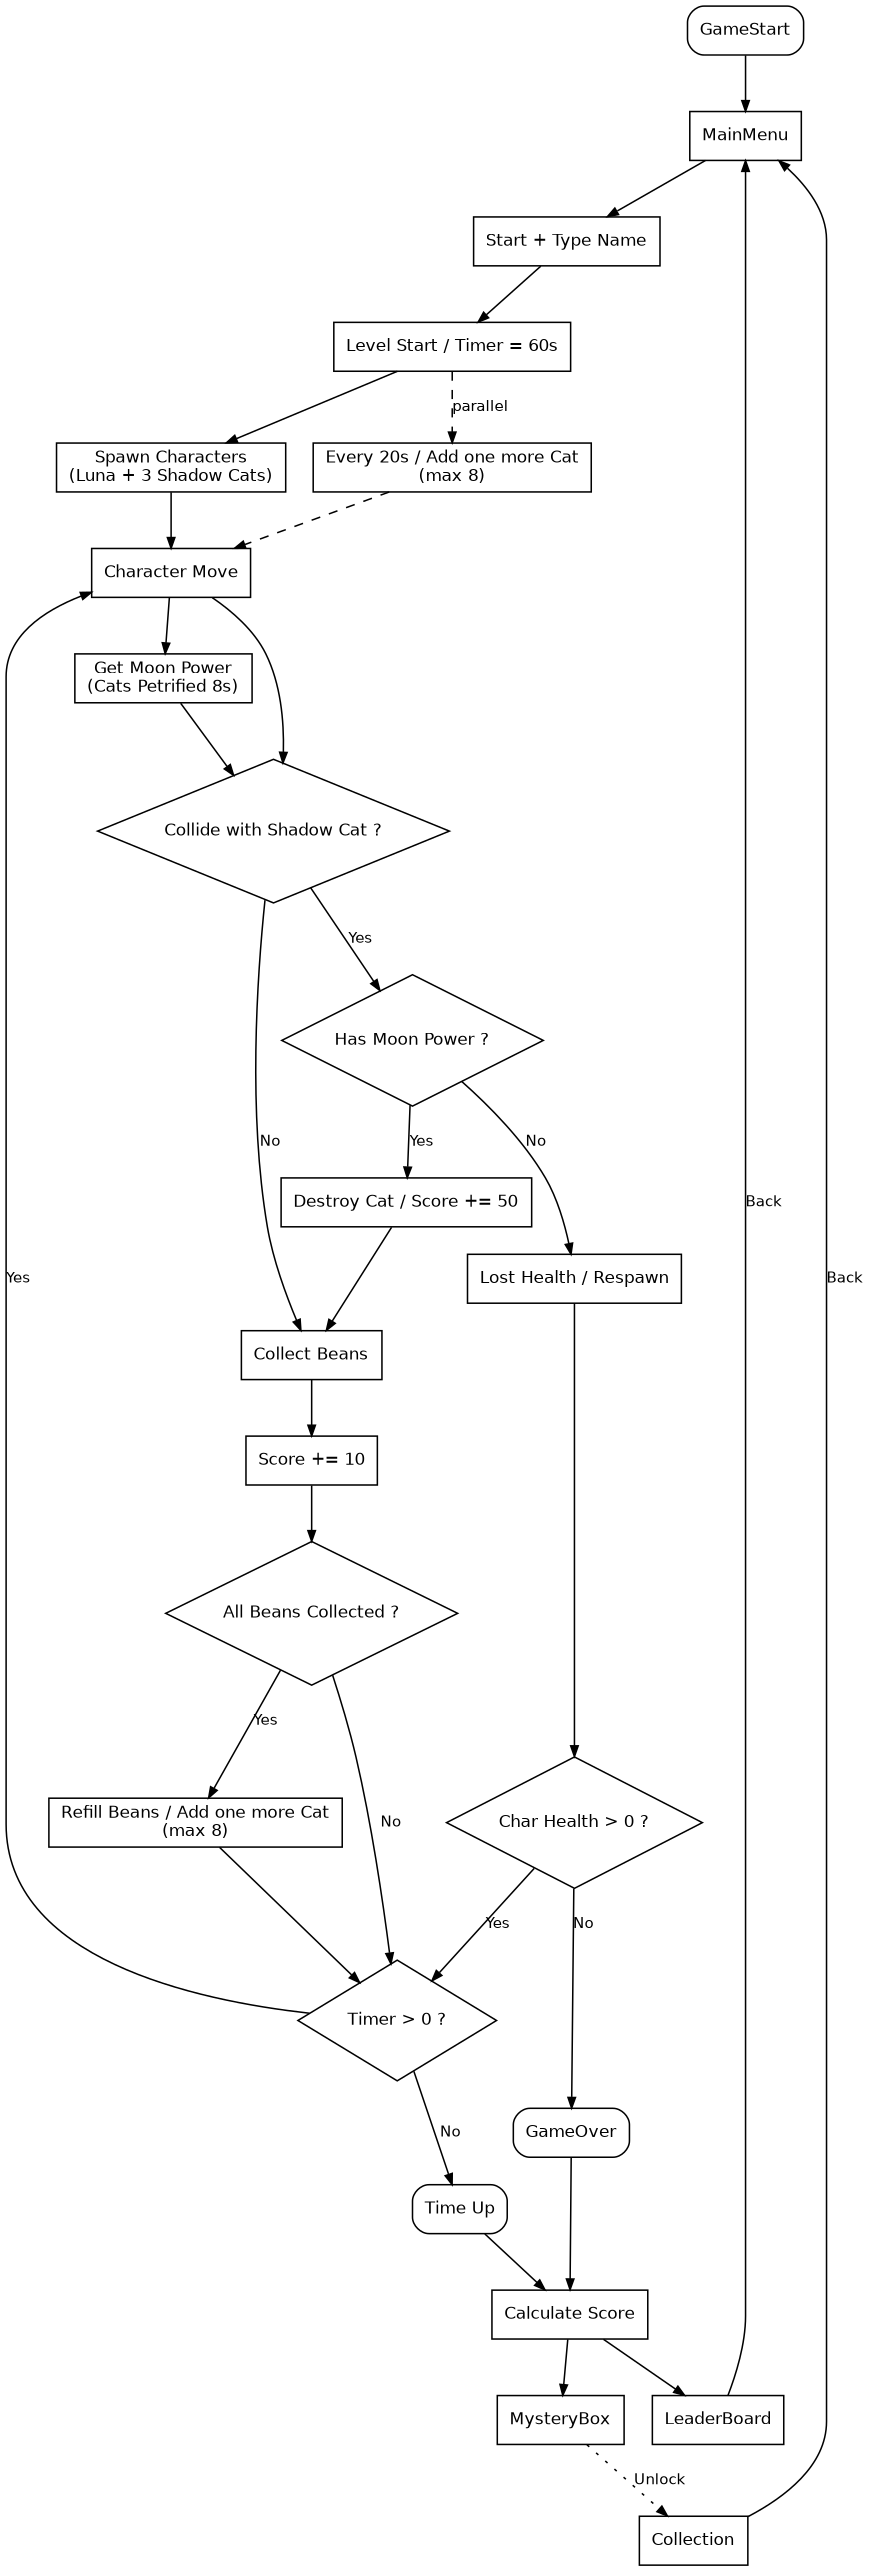 GameStart
MainMenu
Start + Type Name
Level Start / Timer = 60s
parallel
Spawn Characters
(Luna + 3 Shadow Cats)
Every 20s / Add one more Cat
(max 8)
Character Move
Get Moon Power
(Cats Petrified 8s)
Collide with Shadow Cat ?
Yes
Has Moon Power ?
No
Yes
No
Destroy Cat / Score += 50
Back
Lost Health / Respawn
Yes
Back
Collect Beans
Score += 10
All Beans Collected ?
Yes
Refill Beans / Add one more Cat
(max 8)
No
Char Health > 0 ?
Yes
No
Timer > 0 ?
No
GameOver
Time Up
Calculate Score
MysteryBox
LeaderBoard
Unlock
Collection